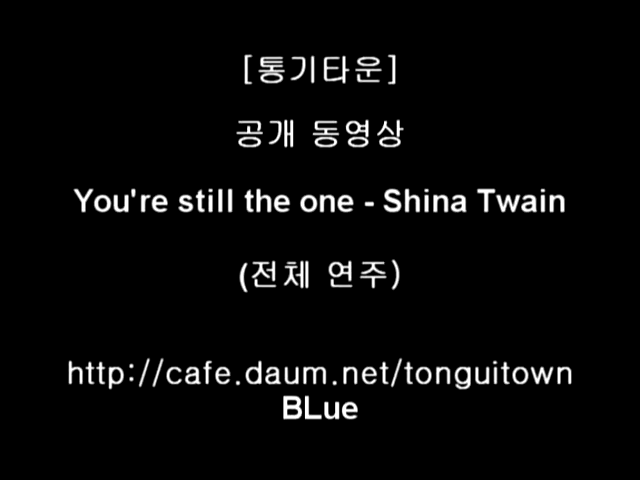 [통기타운]
공개 동영상
You're still the one - Shina Twain
(전체 연주)
http://cafe.daum.net/tonguitown
BLue